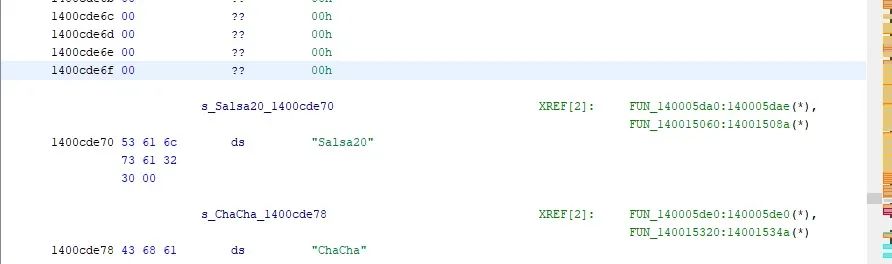 1400cde6c 00 ?? 00h
1400cde6d 00 ?? 00h
1400cde6e 00 ?? 00h
1400cde6f 00 ?? 00h
s_Salsa20_1400cde70 XREF[2]: FUN_140005da0:140005dae(*),
FUN_140015060:14001508a(*)
1400cde70 53 61 6c ds "Salsa20"
73 61 32
30 00
s_ChaCha_1400cde78 XREF[2]: FUN_140005de0:140005de0(*),
FUN_140015320:14001534a(*)
1400cde78 43 68 61 ds "ChaCha"